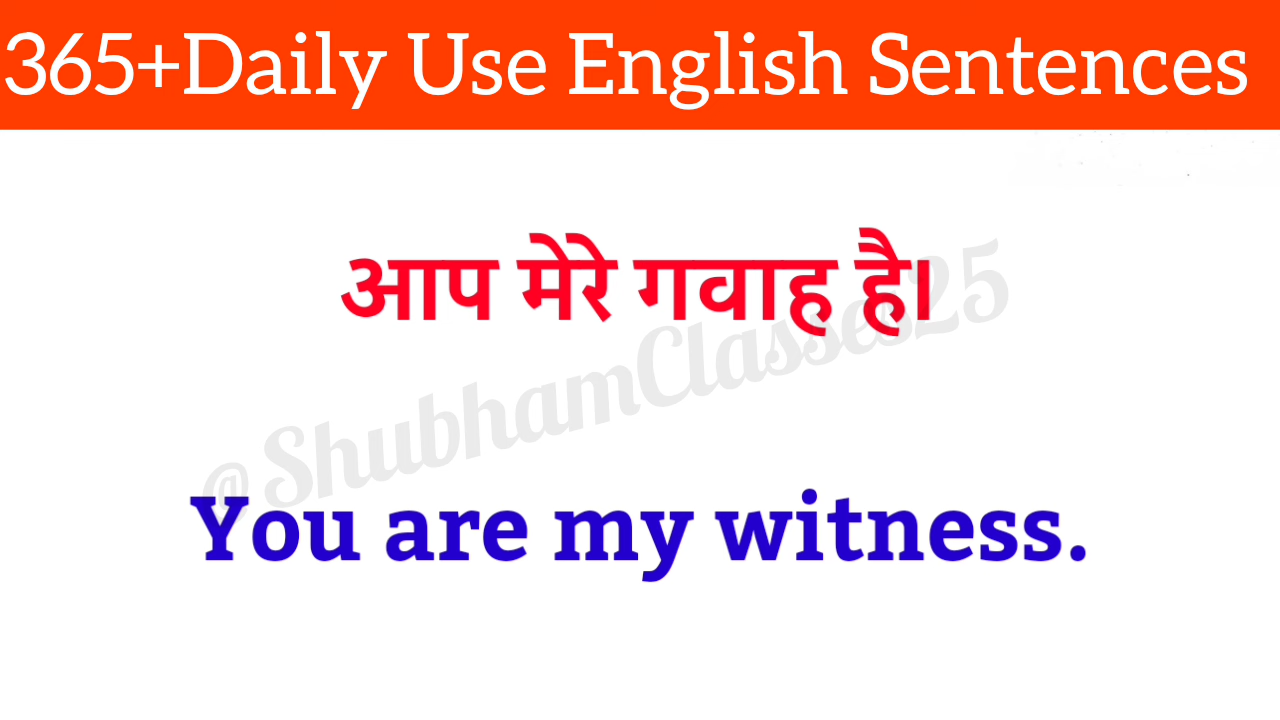 365+Daily Use English Sentences
आप मेरे गवाह है।
@ShubhamClasses25
You are my witness.